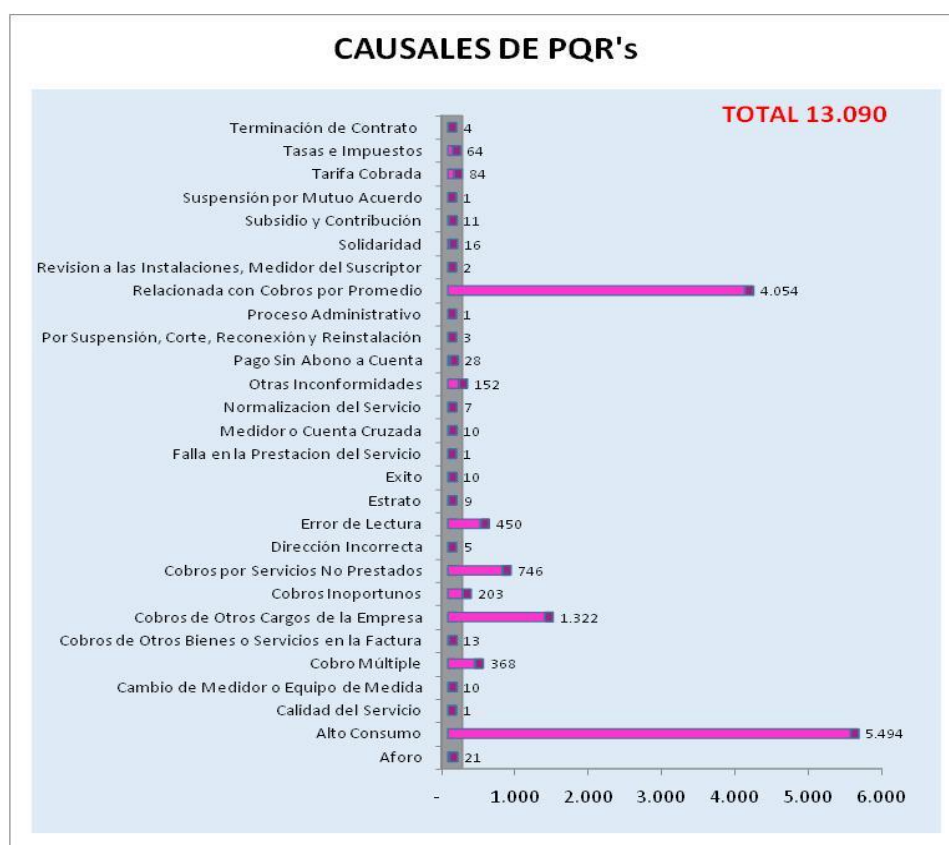 CAUSALES DE PQR's
TOTAL 13.090
Terminación de Contrato 4
Tasas e Impuestos 64
Tarifa Cobrada 84
Suspensión por Mutuo Acuerdo 1
Subsidio y Contribución 11
Solidaridad 16
Revision a las Instalaciones, Medidor del Suscriptor 2
Relacionada con Cobros por Promedio 4.054
Proceso Administrativo 1
Por Suspensión, Corte, Reconexión y Reinstalación 3
Pago Sin Abono a Cuenta 28
Otras Inconformidades 152
Normalizacion del Servicio 7
Medidor o Cuenta Cruzada 10
Falla en la Prestacion del Servicio 1
Exito 10
Estrato 9
Error de Lectura 450
Dirección Incorrecta 5
Cobros por Servicios No Prestados 746
Cobros Inoportunos 203
Cobros de Otros Cargos de la Empresa 1.322
Cobros de Otros Bienes o Servicios en la Factura 13
Cobro Múltiple 368
Cambio de Medidor o Equipo de Medida 10
Calidad del Servicio 1
Alto Consumo 5.494
Aforo 21
- 1.000 2.000 3.000 4.000 5.000 6.000